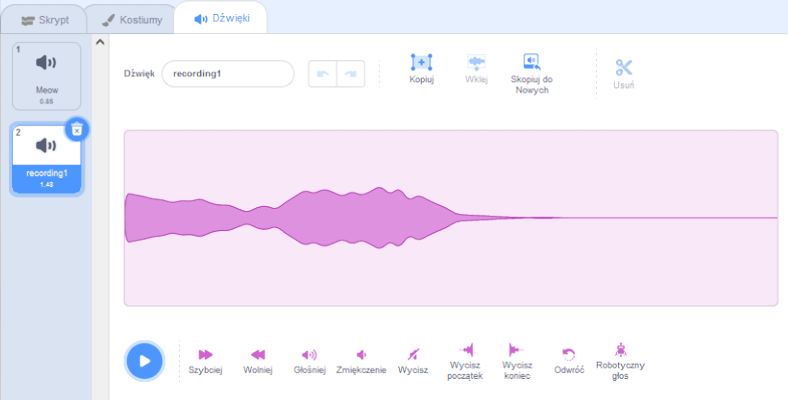 Skrypt
Kostiumy
Dźwięki
1
Meow
0.85
2
recording1
1.43
Dźwięk
recording1
Kopiuj
Wklej
Skopiuj do
Nowych
Usuń
Szybciej
Wolniej
Głośniej
Zmiękczenie
Wycisz
Wycisz
początek
Wycisz
koniec
Odwróć
Robotyczny
głos